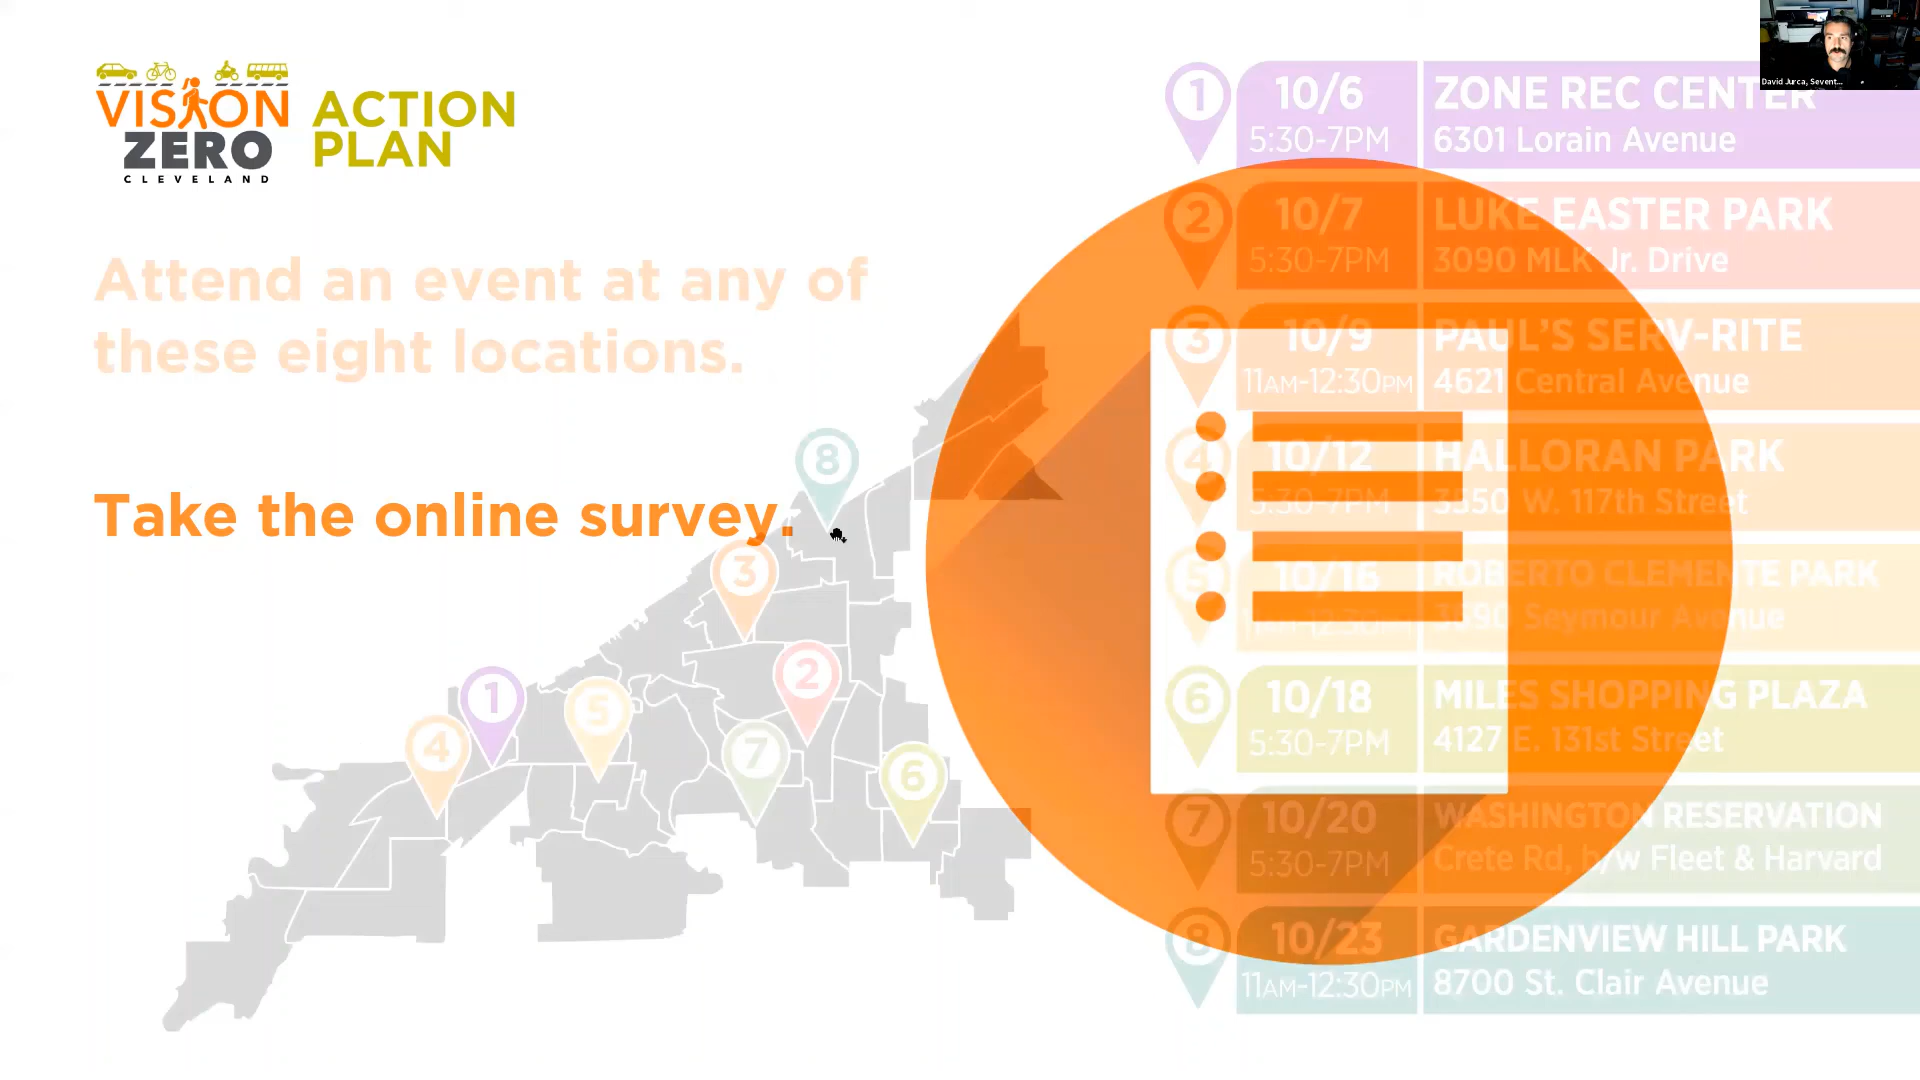 VISION
ZERO
CLEVELAND
ACTION
PLAN
Attend an event at any of
these eight locations.
Take the online survey.
8
3
2
1
5
4
7
6
David Jurca, Sevent...
1
10/6
5:30-7PM
ZONE REC CENTER
6301 Lorain Avenue
2
10/7
5:30-7PM
LUKE EASTER PARK
3090 MLK Jr. Drive
3
10/9
11AM-12:30PM
PAUL'S SERV-RITE
4621 Central Avenue
4
10/12
5:30-7PM
HALLORAN PARK
3550 W. 117th Street
5
10/16
11AM-12:30PM
ROBERTO CLEMENTE PARK
3690 Seymour Avenue
6
10/18
5:30-7PM
MILES SHOPPING PLAZA
4127 E. 131st Street
7
10/20
5:30-7PM
WASHINGTON RESERVATION
Crete Rd, b/w Fleet & Harvard
8
10/23
11AM-12:30PM
GARDENVIEW HILL PARK
8700 St. Clair Avenue